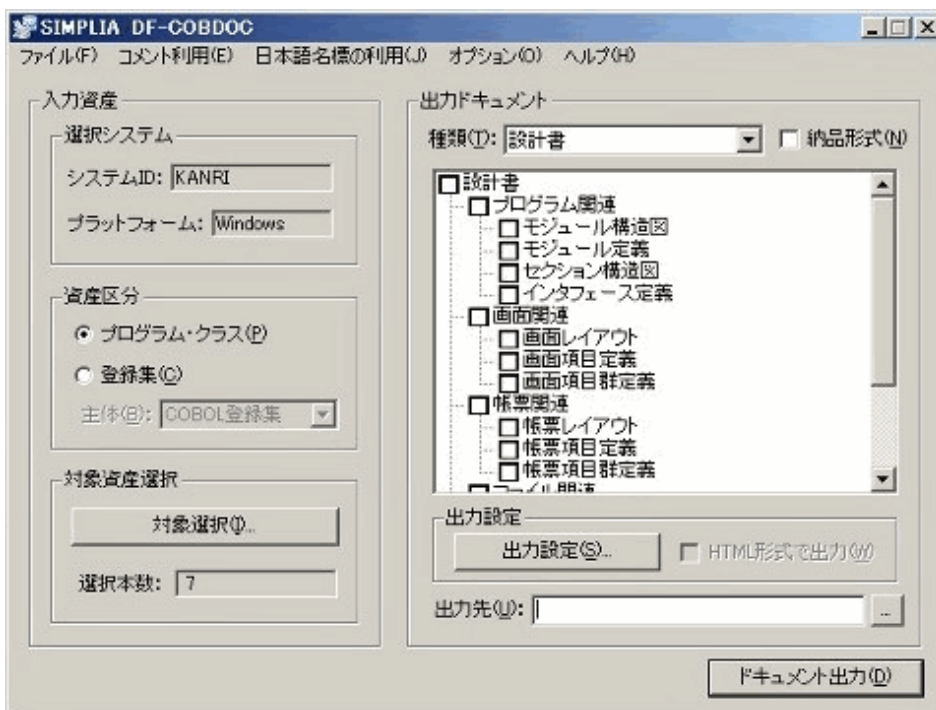 SIMPLIA DF-COBDOC
ファイル(F) コメント利用(E) 日本語名標の利用(J) オプション(O) ヘルプ(H)
入力資産
選択システム
システムID: KANRI
プラットフォーム: Windows
資産区分
プログラム・クラス(P)
登録集(C)
主体(B): COBOL登録集
対象資産選択
対象選択(I)...
選択本数: 7
出力ドキュメント
種類(T): 設計書 納品形式(N)
設計書
プログラム関連
モジュール構造図
モジュール定義
セクション構造図
インタフェース定義
画面関連
画面レイアウト
画面項目定義
画面項目群定義
帳票関連
帳票レイアウト
帳票項目定義
帳票項目群定義
ファイル関連
出力設定
出力設定(S)... HTML形式で出力(W)
出力先(U): ...
ドキュメント出力(D)